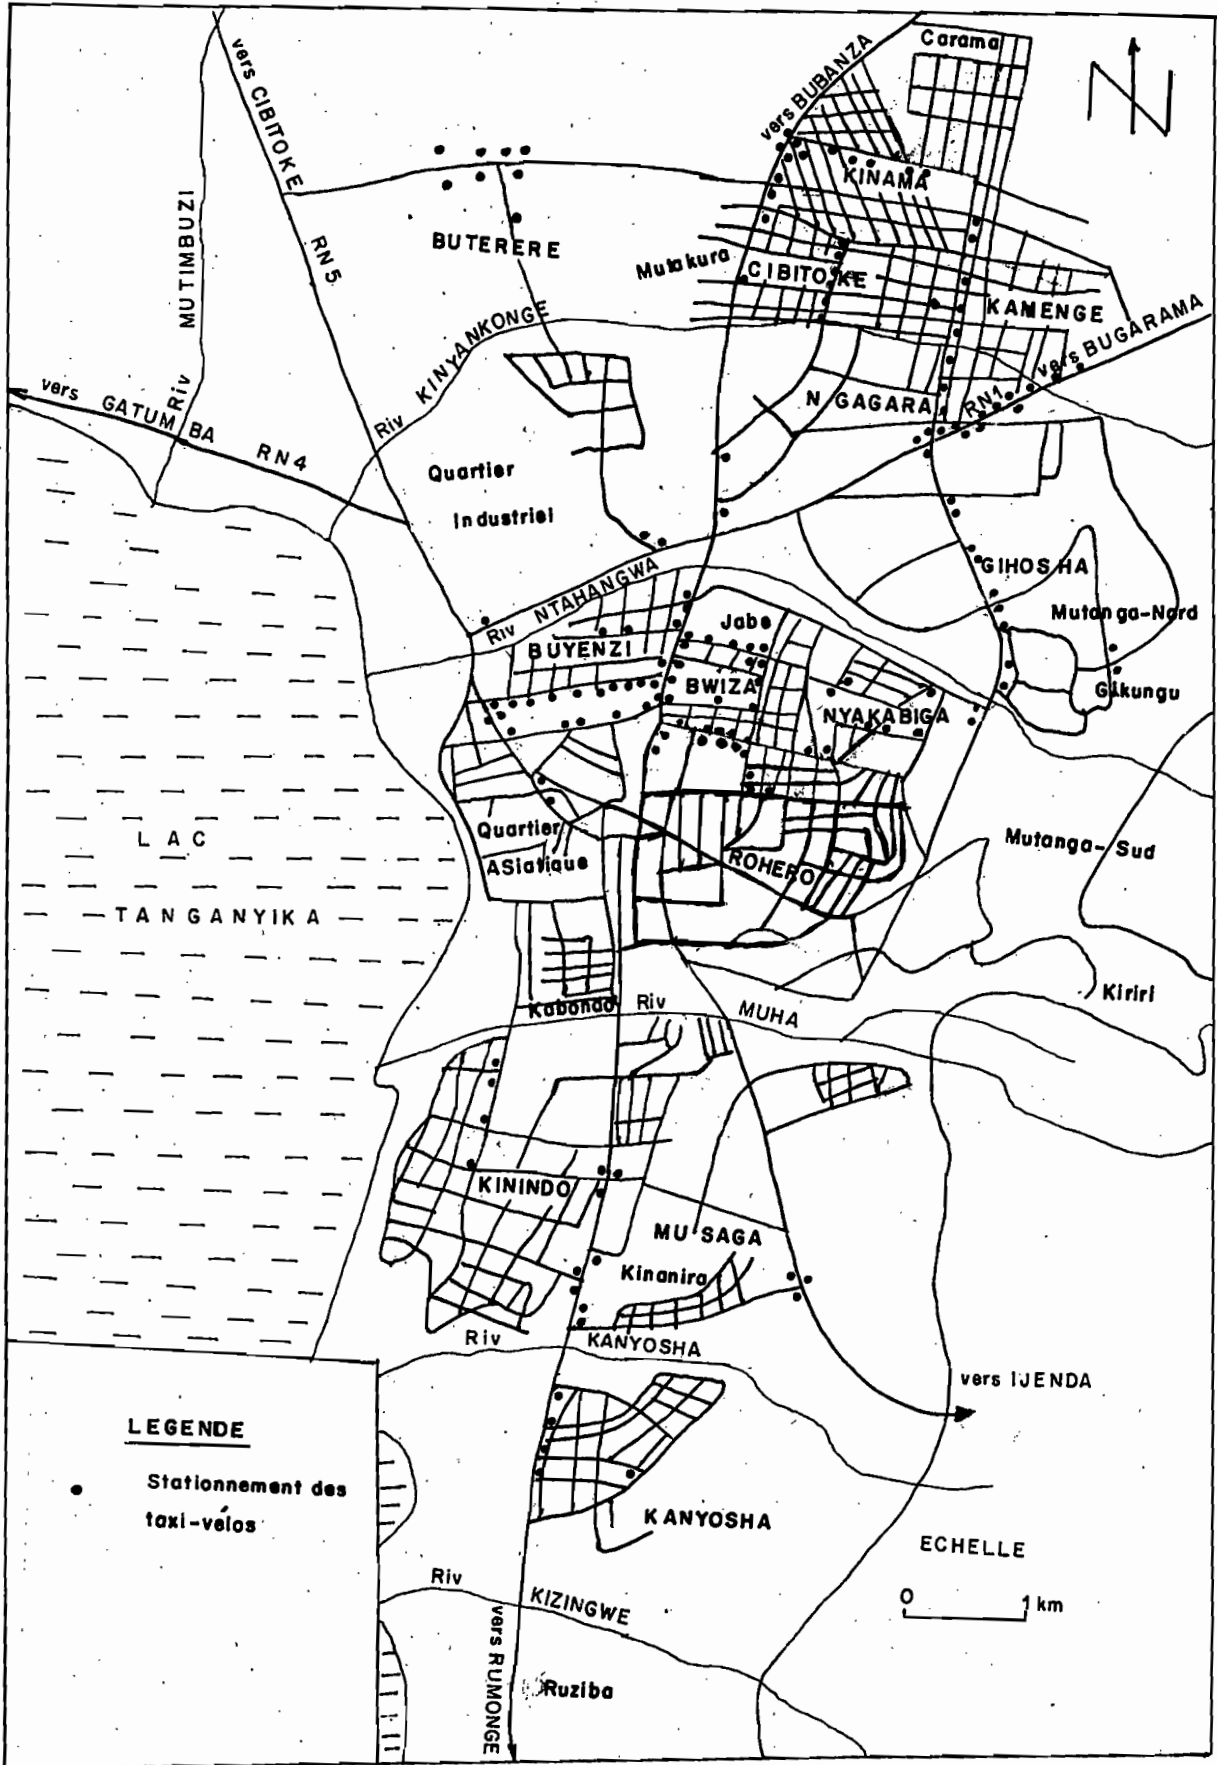 Carama
N
vers BUBANZA
vers CIBITOKE
KINAMA
RN5
Riv MUTIMBUZI
BUTERERE
Mutakura
CIBITOKE
KAMENGE
vers BUGARAMA
Riv KINYANKONGE
vers GATUMBA RN4
NGAGARA
RN1
Quartier
Industriel
GIHOSHA
Riv NTAHANGWA
Mutanga-Nord
Jabe
BUYENZI
BWIZA
Gikungu
NYAKABIGA
LAC
TANGANYIKA
Quartier
ASiatique
ROHERO
Mutanga-Sud
Kiriri
Kabondo
Riv MUHA
KININDO
MUSAGA
Kinanira
Riv KANYOSHA
vers IJENDA
LEGENDE
Stationnement des
taxi-vélos
KANYOSHA
ECHELLE
0 1 km
Riv KIZINGWE
vers RUMONGE
Ruziba